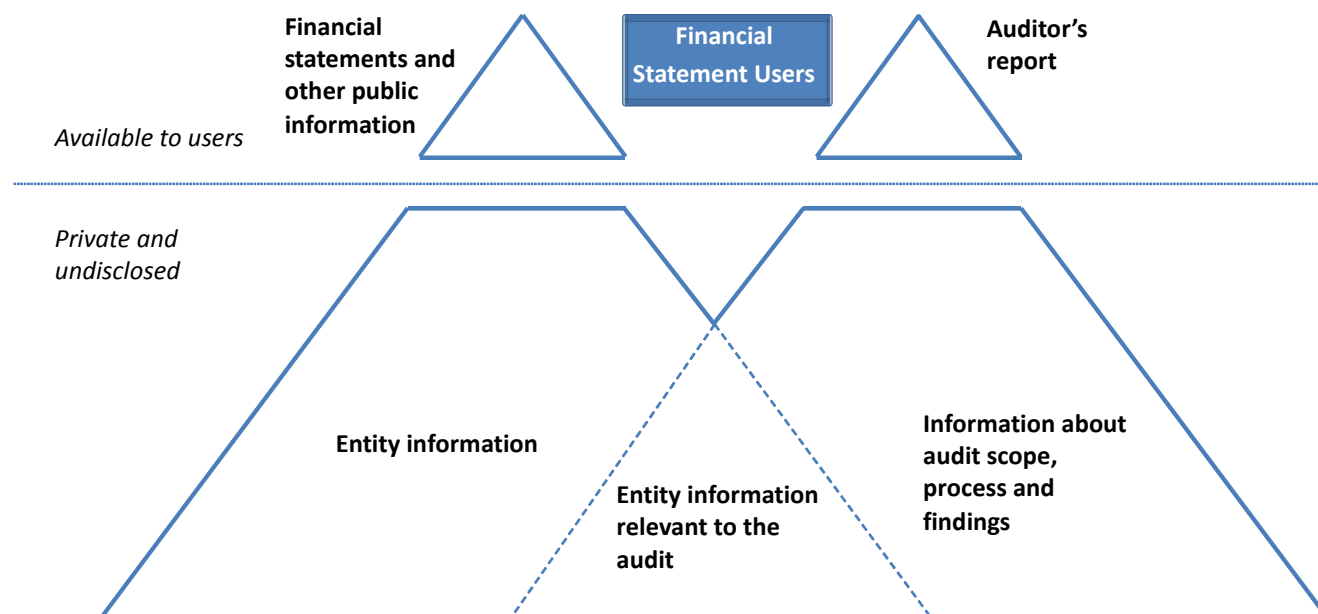 Financial
statements and
other public
information
Financial
Statement Users
Auditor’s
report
Available to users
Private and
undisclosed
Entity information
Entity information
relevant to the
audit
Information about
audit scope,
process and
findings